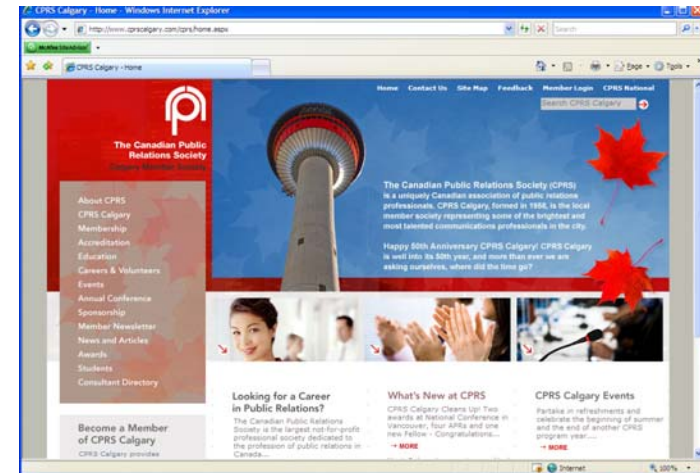 CPRS Calgary - Home - Windows Internet Explorer
http://www.cprscalgary.com/cprs/home.aspx
Search
McAfee SiteAdvisor
CPRS Calgary - Home
Page
Tools
Home Contact Us Site Map Feedback Member Login CPRS National
Search CPRS Calgary
The Canadian Public
Relations Society
Calgary Member Society
About CPRS
CPRS Calgary
Membership
Accreditation
Education
Careers & Volunteers
Events
Annual Conference
Sponsorship
Member Newsletter
News and Articles
Awards
Students
Consultant Directory
The Canadian Public Relations Society (CPRS)
is a uniquely Canadian association of public relations
professionals. CPRS Calgary, formed in 1958, is the local
member society representing some of the brightest and
most talented communications professionals in the city.
Happy 50th Anniversary CPRS Calgary! CPRS Calgary
is well into its 50th year, and more than ever we are
asking ourselves, where did the time go?
Become a Member
of CPRS Calgary
CPRS Calgary provides
Looking for a Career
in Public Relations?
The Canadian Public Relations
Society is the largest not-for-profit
professional society dedicated to
the profession of public relations in
Canada...
What's New at CPRS
CPRS Calgary Cleans Up! Two
awards at National Conference in
Vancouver, four APRs and one
new Fellow - Congratulations...
MORE
CPRS Calgary Events
Partake in refreshments and
celebrate the beginning of summer
and the end of another CPRS
program year....
MORE
Internet
100%